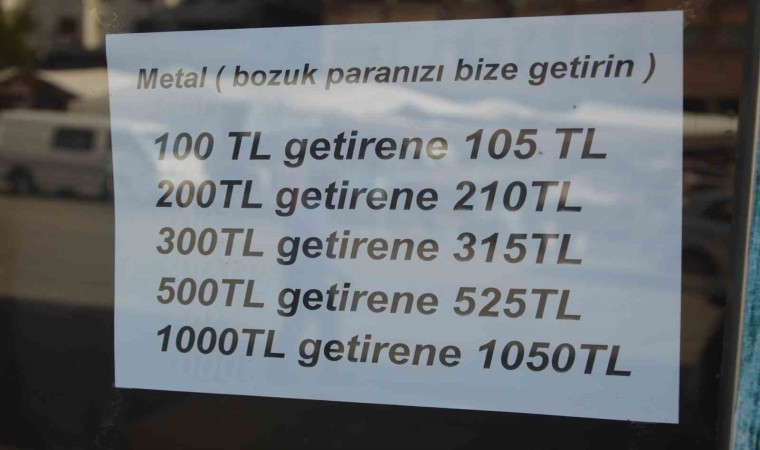 Metal ( bozuk paranızı bize getirin )
100 TL getirene 105 TL
200TL getirene 210TL
300TL getirene 315TL
500TL getirene 525TL
1000TL getirene 1050TL